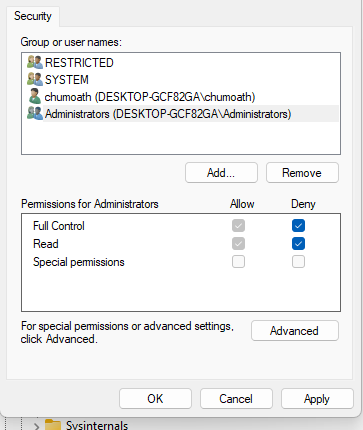 Security
Group or user names:
RESTRICTED
SYSTEM
chumoath (DESKTOP-GCF82GA\chumoath)
Administrators (DESKTOP-GCF82GA\Administrators)
Add... Remove
Permissions for Administrators Allow Deny
Full Control
Read
Special permissions
For special permissions or advanced settings,
click Advanced.
Advanced
OK Cancel Apply
Sysinternals